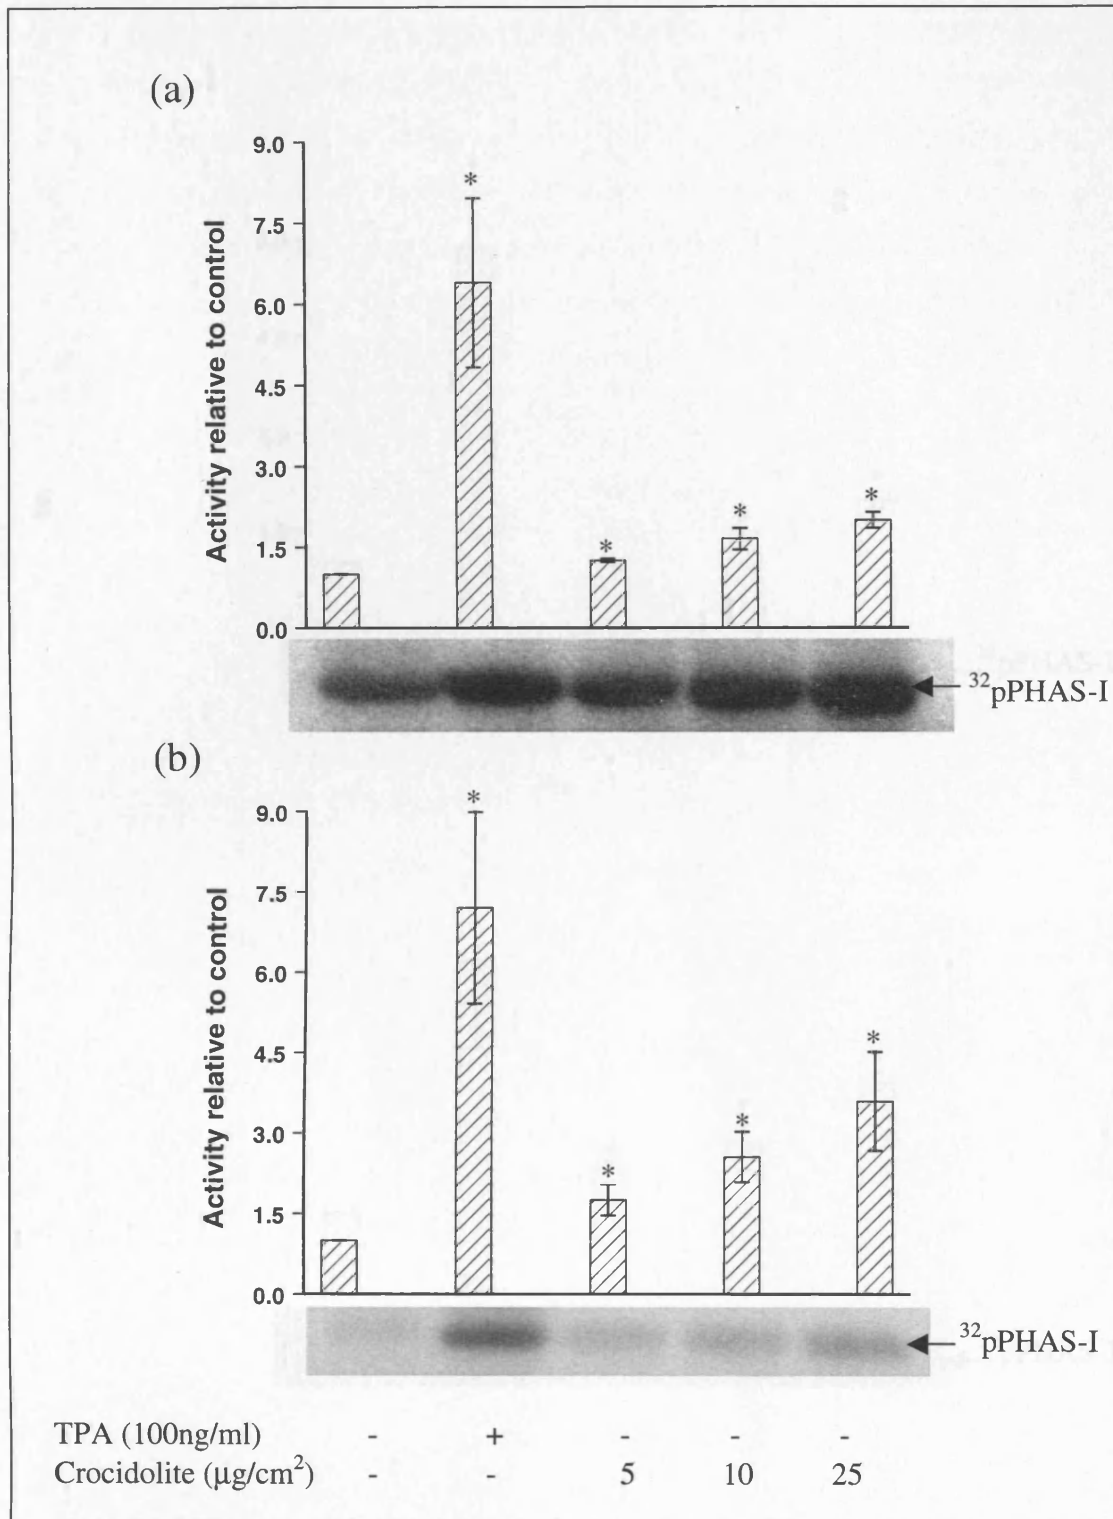 (a)
9.0
7.5
6.0
4.5
3.0
1.5
0.0
Activity relative to control
*
*
*
*
³²pPHAS-I
(b)
9.0
7.5
6.0
4.5
3.0
1.5
0.0
Activity relative to control
*
*
*
*
³²pPHAS-I
TPA (100ng/ml) - + - - -
Crocidolite (µg/cm²) - - 5 10 25